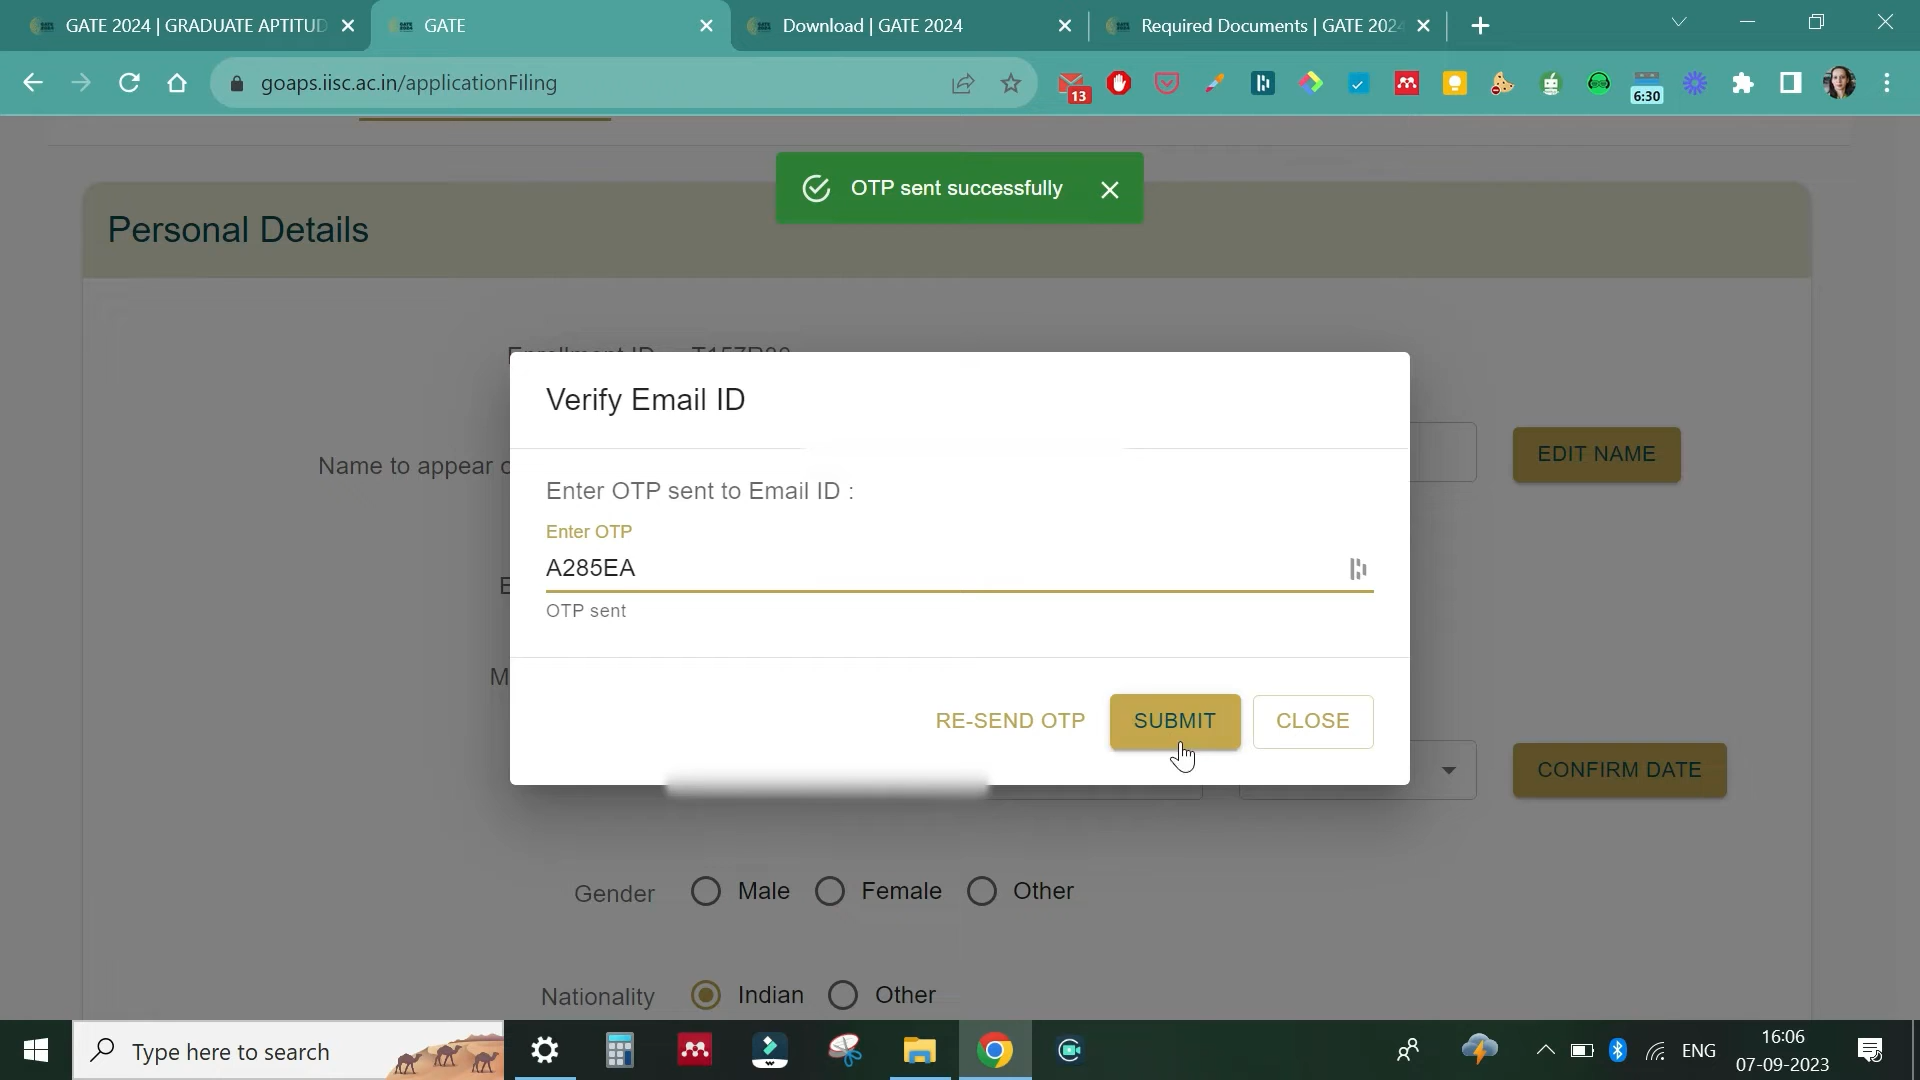 GATE 2024 | GRADUATE APTITUD
GATE
Download | GATE 2024
Required Documents | GATE 202
goaps.iisc.ac.in/applicationFiling
13
6:30
OTP sent successfully
Personal Details
Enrollment ID
Name to appear o
EDIT NAME
Verify Email ID
Enter OTP sent to Email ID :
Enter OTP
A285EA
OTP sent
E
M
RE-SEND OTP
SUBMIT
CLOSE
CONFIRM DATE
Gender
Male
Female
Other
Nationality
Indian
Other
Type here to search
ENG
16:06
07-09-2023